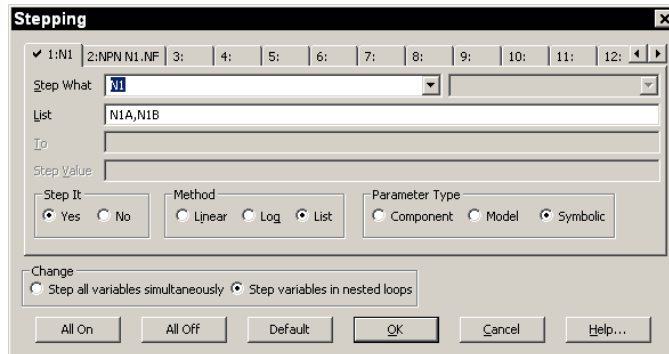 Stepping
1:N1 2:NPN N1.NF 3: 4: 5: 6: 7: 8: 9: 10: 11: 12:
Step What N1
List N1A,N1B
To
Step Value
Step It Method Parameter Type
Yes No Linear Log List Component Model Symbolic
Change
Step all variables simultaneously Step variables in nested loops
All On All Off Default OK Cancel Help...